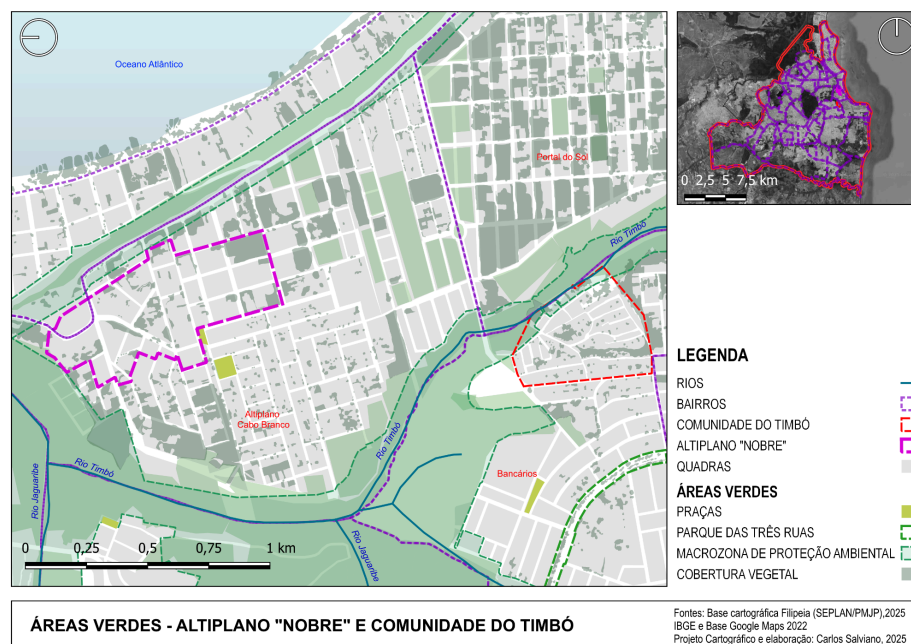 Oceano Atlântico
Portal do Sol
Rio Timbó
Altiplano
Cabo Branco
Rio Timbó
Bancários
Rio Timbó
Rio Jaguaribe
Rio Jaguaribe
0 0,25 0,5 0,75 1 km
0 2,5 5 7,5 km
LEGENDA
RIOS
BAIRROS
COMUNIDADE DO TIMBÓ
ALTIPLANO "NOBRE"
QUADRAS
ÁREAS VERDES
PRAÇAS
PARQUE DAS TRÊS RUAS
MACROZONA DE PROTEÇÃO AMBIENTAL
COBERTURA VEGETAL
ÁREAS VERDES - ALTIPLANO "NOBRE" E COMUNIDADE DO TIMBÓ
Fontes: Base cartográfica Filipeia (SEPLAN/PMJP),2025
IBGE e Base Google Maps 2022
Projeto Cartográfico e elaboração: Carlos Salviano, 2025